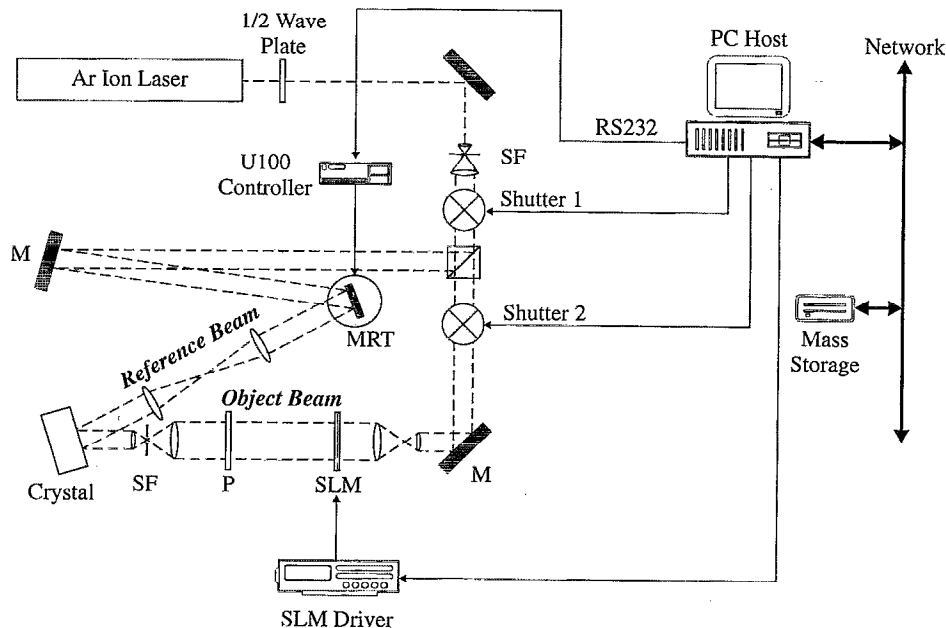 1/2 Wave
Plate
Ar Ion Laser
PC Host
Network
RS232
SF
U100
Controller
Shutter 1
M
Shutter 2
MRT
Mass
Storage
Reference Beam
Object Beam
Crystal
SF
P
SLM
M
SLM Driver